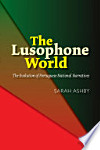 The
Lusophone
World
The Evolution of Portuguese National Narratives
SARAH ASHBY